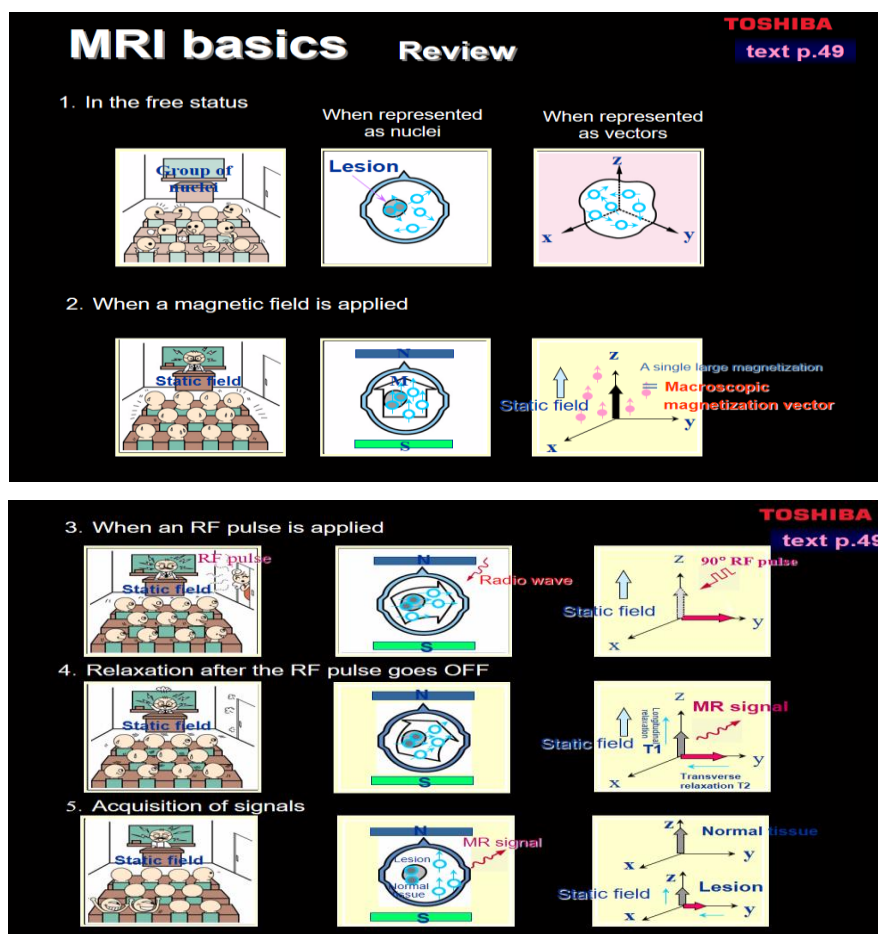 TOSHIBA
MRI basics Review
text p.49
1. In the free status
When represented
as nuclei
When represented
as vectors
Group of
nuclei
Lesion
z
x
y
2. When a magnetic field is applied
Static field
N
M
S
z
A single large magnetization
= Macroscopic
magnetization vector
Static field
y
x
TOSHIBA
text p.49
3. When an RF pulse is applied
RF pulse
Static field
N
Radio wave
S
z
90° RF pulse
Static field
y
x
4. Relaxation after the RF pulse goes OFF
Static field
N
S
z
MR signal
Longitudinal
relaxation
T1
Static field
y
x
Transverse
relaxation T2
5. Acquisition of signals
Static field
N
MR signal
Lesion
Normal
tissue
S
z
Normal tissue
y
x
z
Lesion
Static field
y
x